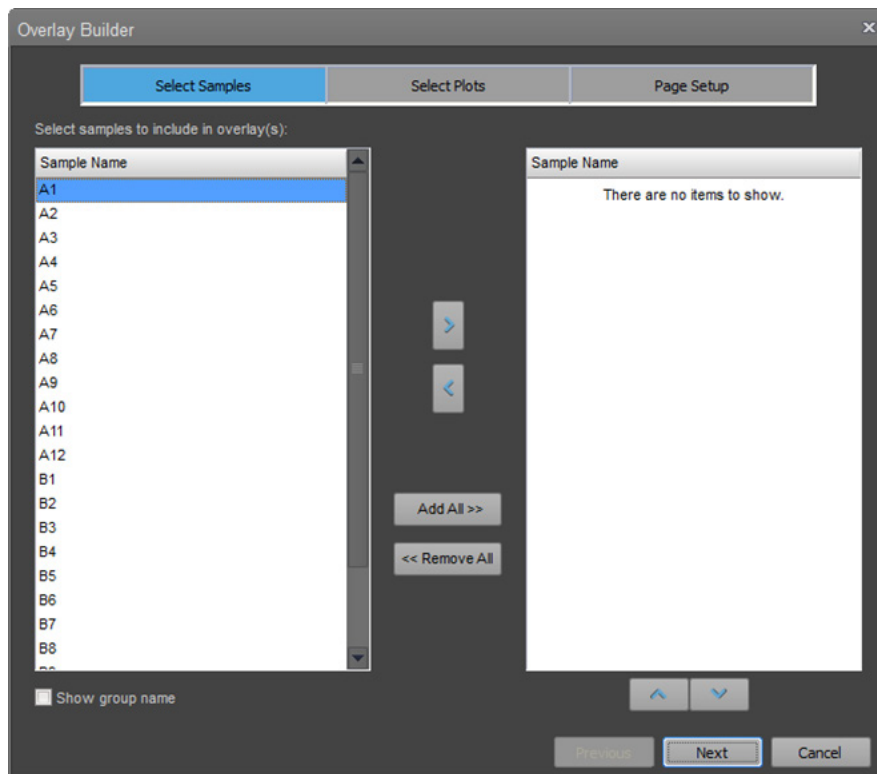 Overlay Builder
Select Samples
Select Plots
Page Setup
Select samples to include in overlay(s):
Sample Name
A1
A2
A3
A4
A5
A6
A7
A8
A9
A10
A11
A12
B1
B2
B3
B4
B5
B6
B7
B8
Show group name
>
<
Add All >>
<< Remove All
Sample Name
There are no items to show.
Previous
Next
Cancel